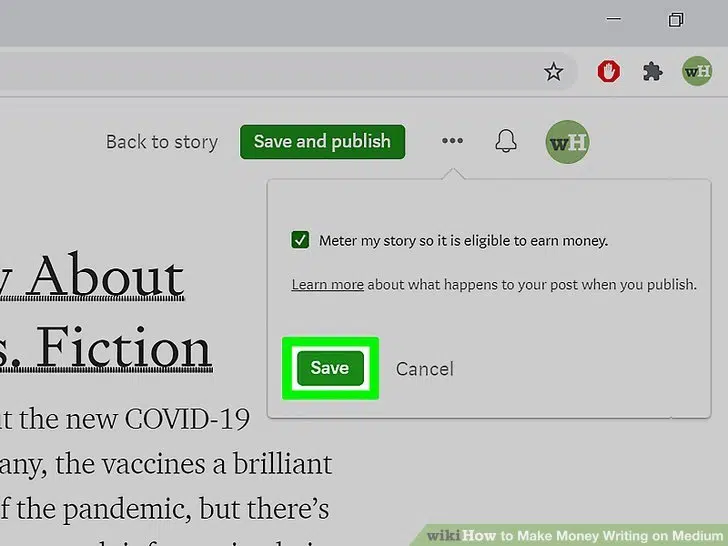 wH
Back to story Save and publish ••• wH
Meter my story so it is eligible to earn money.
Learn more about what happens to your post when you publish.
Save Cancel
About
s. Fiction
t the new COVID-19
any, the vaccines a brilliant
f the pandemic, but there's
wikiHow to Make Money Writing on Medium